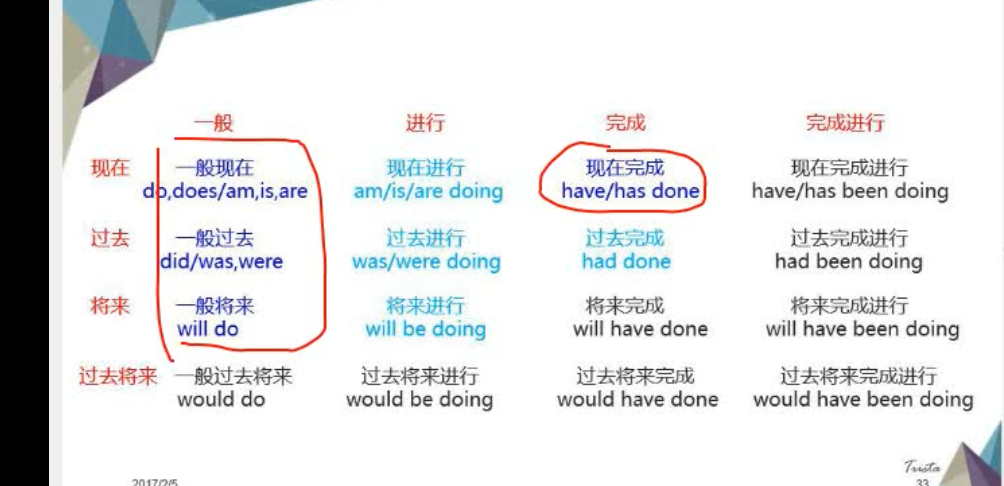 一般 进行 完成 完成进行
现在 一般现在 现在进行 现在完成 现在完成进行
do,does/am,is,are am/is/are doing have/has done have/has been doing
过去 一般过去 过去进行 过去完成 过去完成进行
did/was,were was/were doing had done had been doing
将来 一般将来 将来进行 将来完成 将来完成进行
will do will be doing will have done will have been doing
过去将来 一般过去将来 过去将来进行 过去将来完成 过去将来完成进行
would do would be doing would have done would have been doing
Trista
2017/2/5 33